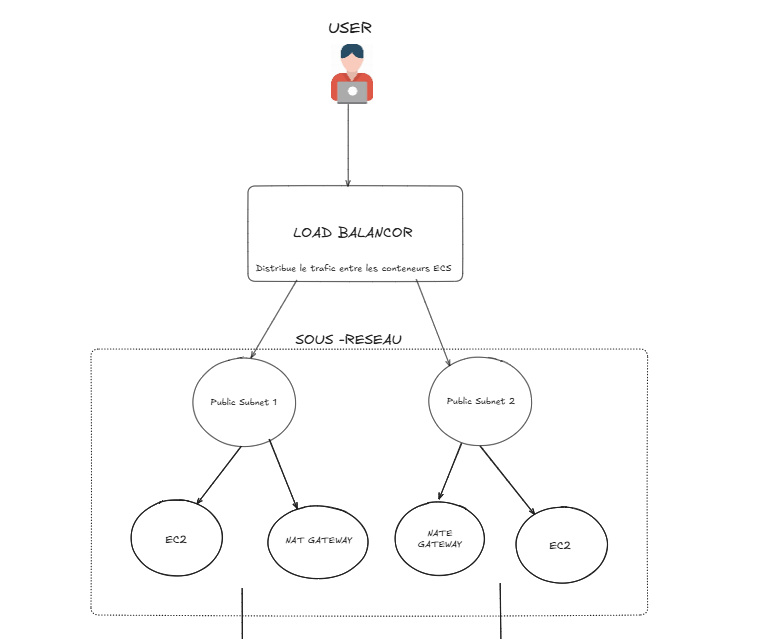 USER
LOAD BALANCOR
Distribue le trafic entre les conteneurs ECS
SOUS -RESEAU
Public Subnet 1
Public Subnet 2
EC2
NAT GATEWAY
NATE
GATEWAY
EC2